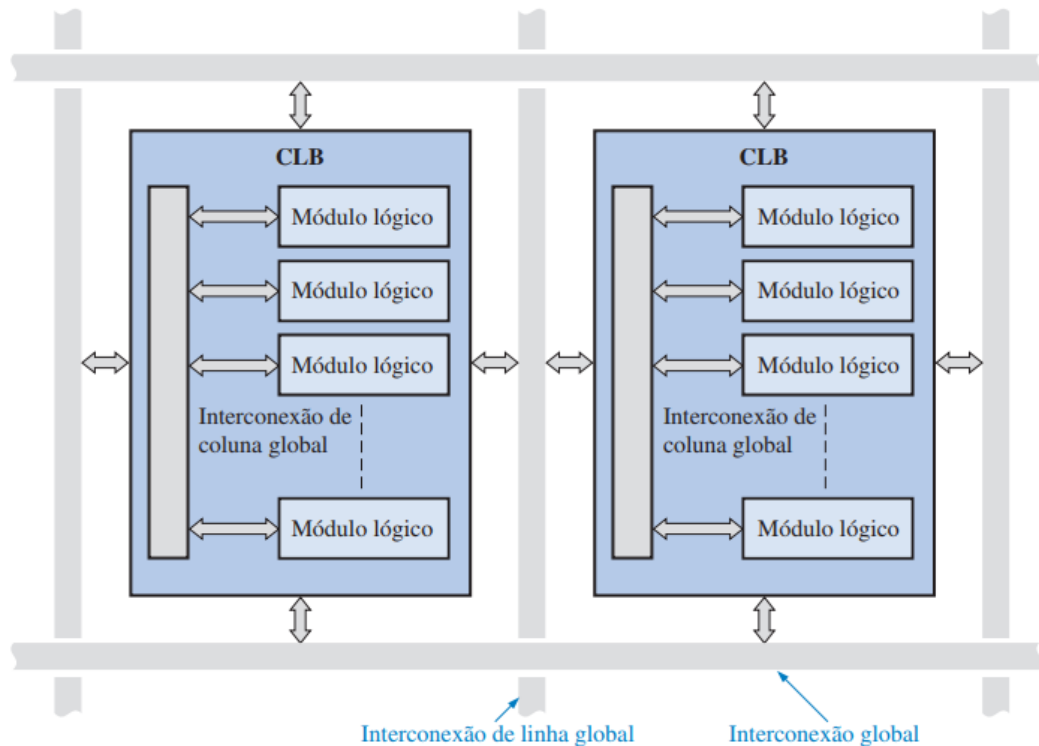 CLB
Módulo lógico
Módulo lógico
Módulo lógico
Interconexão de
coluna global
Módulo lógico
CLB
Módulo lógico
Módulo lógico
Módulo lógico
Interconexão de
coluna global
Módulo lógico
Interconexão de linha global
Interconexão global